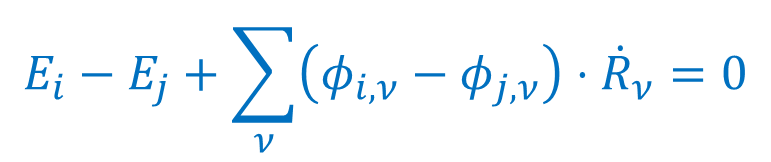 E_i − E_j + ∑_ν (ϕ_{i,ν} − ϕ_{j,ν}) · Ṙ_ν = 0